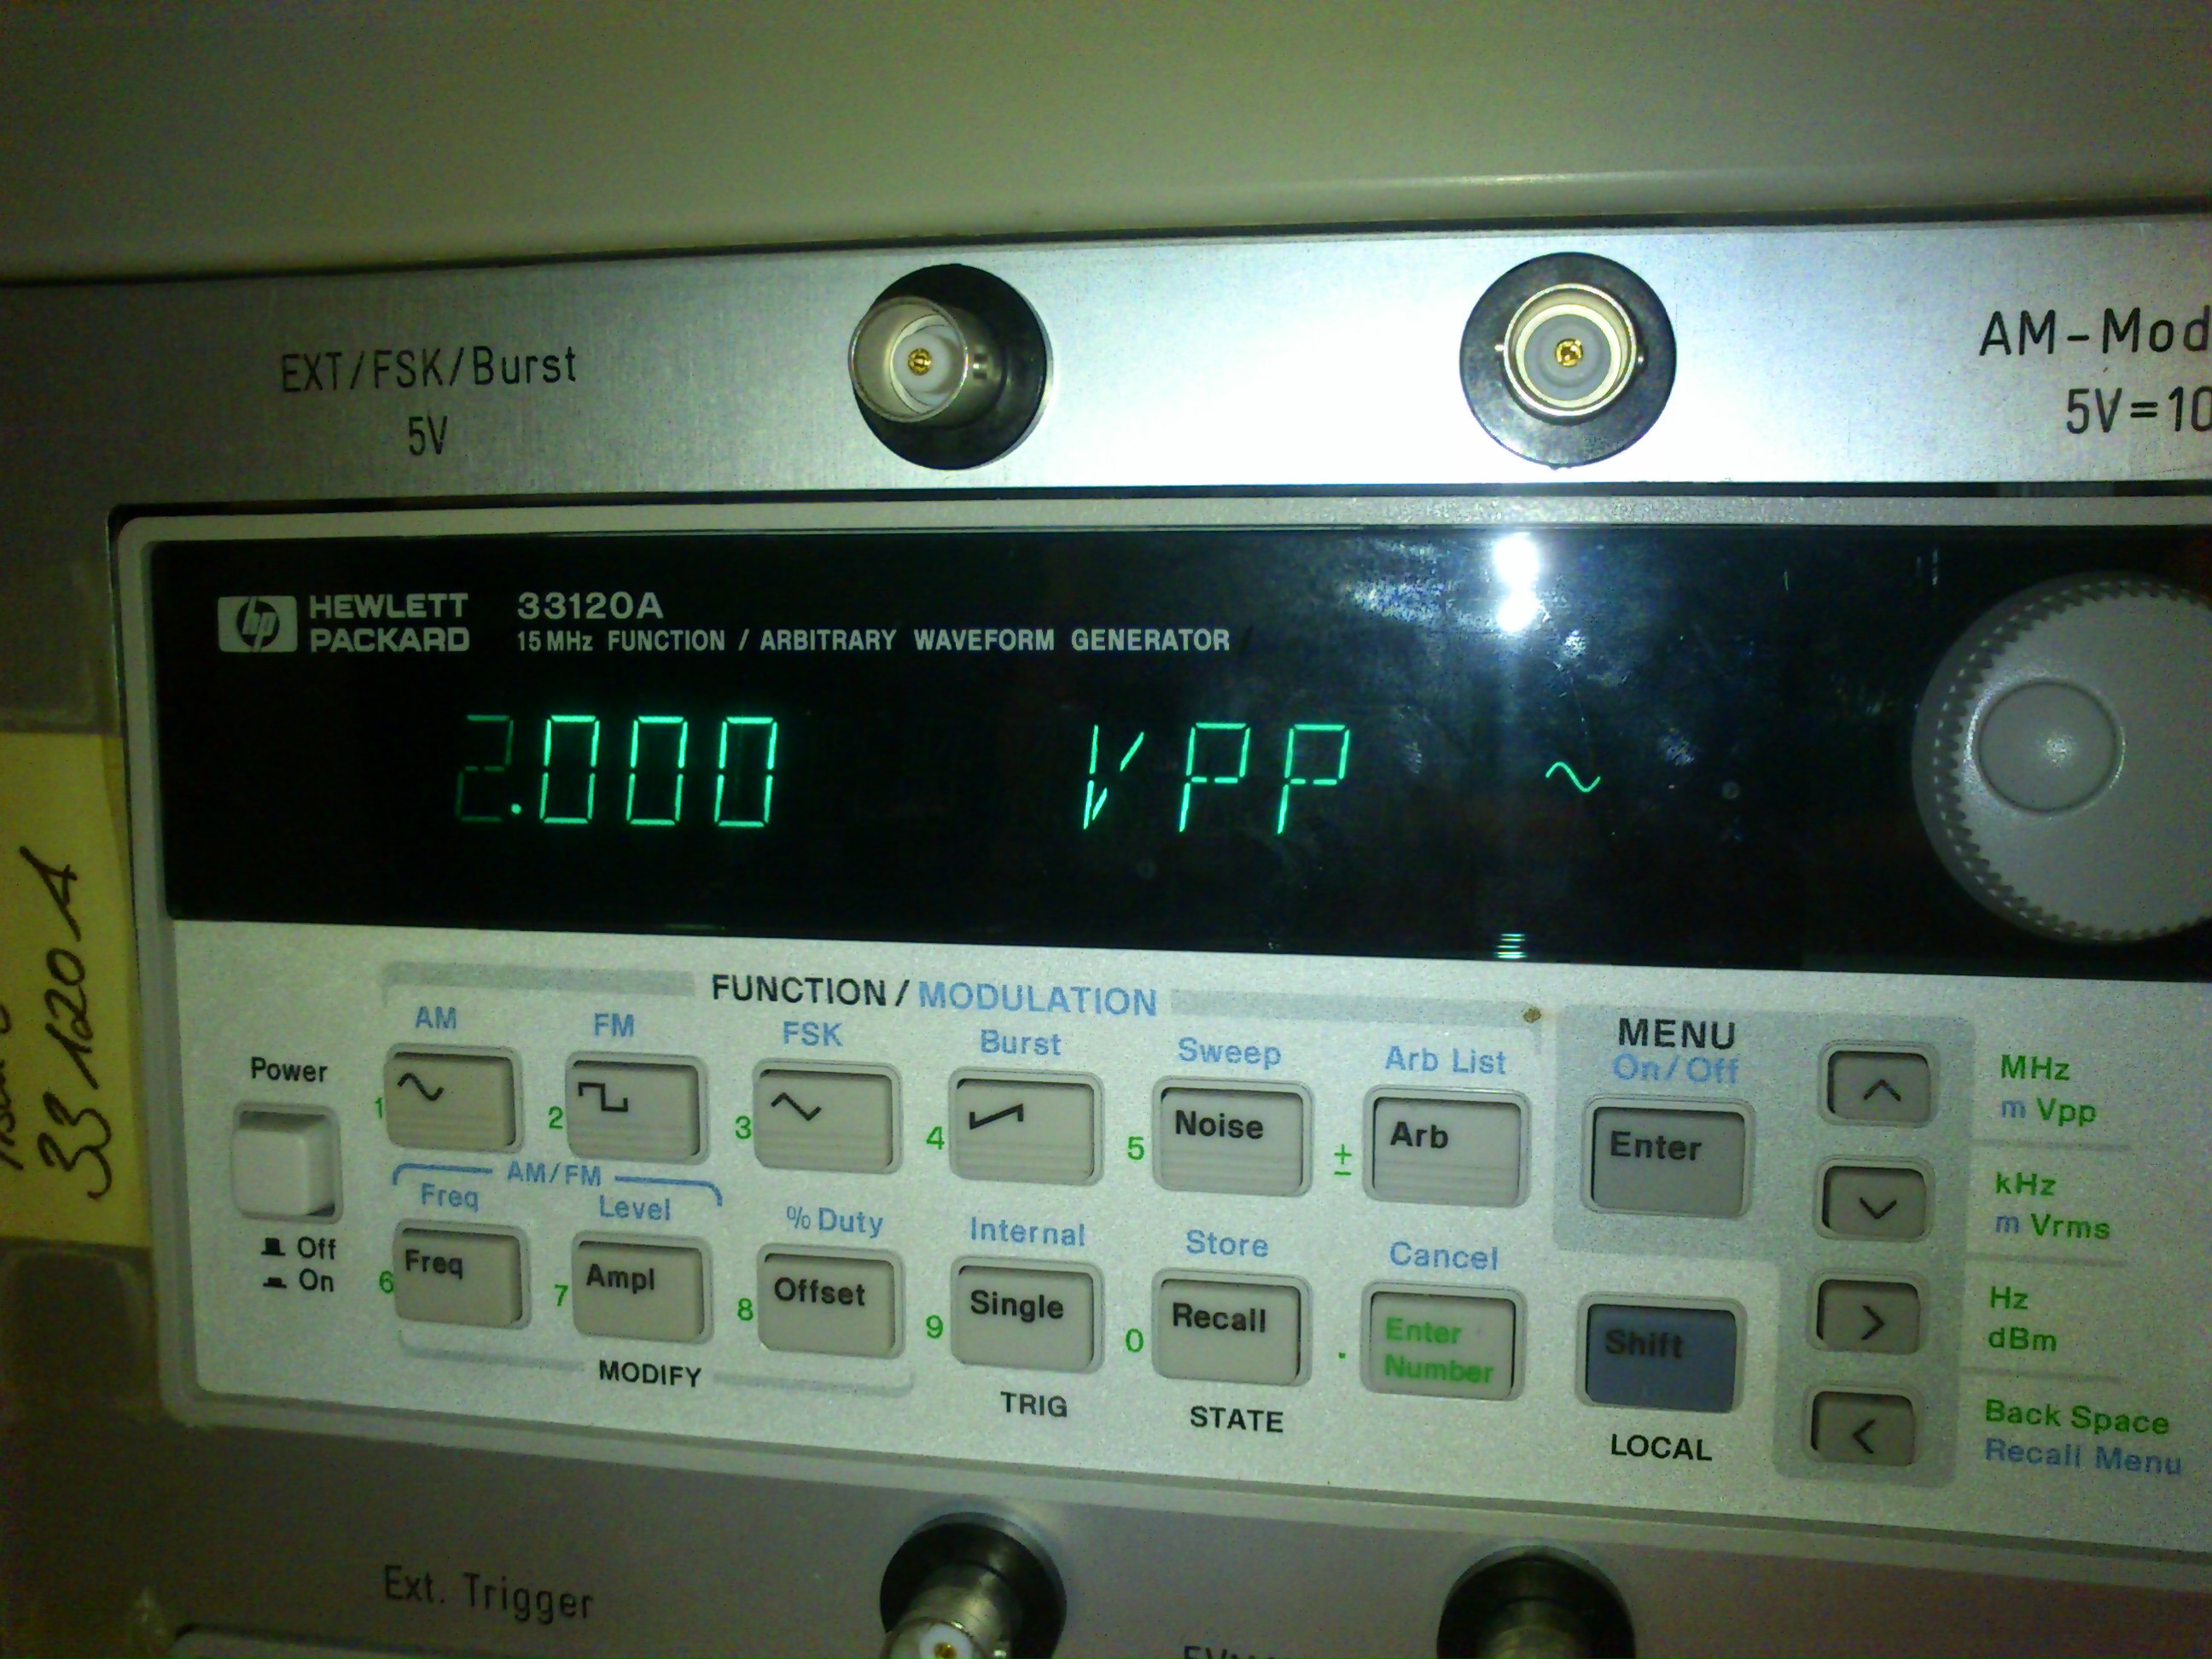 EXT/FSK/Burst
5V
AM-Mod
5V=10
hp HEWLETT
PACKARD
33120A
15 MHz FUNCTION / ARBITRARY WAVEFORM GENERATOR
2.000 VPP ~
33120A
FUNCTION / MODULATION
AM FM FSK Burst Sweep Arb List
MENU
On/Off
MHz
m Vpp
Power
1 2 3 4 5 Noise ± Arb Enter
kHz
m Vrms
AM/FM
Freq Level % Duty Internal Store Cancel
Off
On
6 Freq 7 Ampl 8 Offset 9 Single 0 Recall . Enter
Number
Shift
Hz
dBm
MODIFY TRIG STATE LOCAL
Back Space
Recall Menu
Ext. Trigger